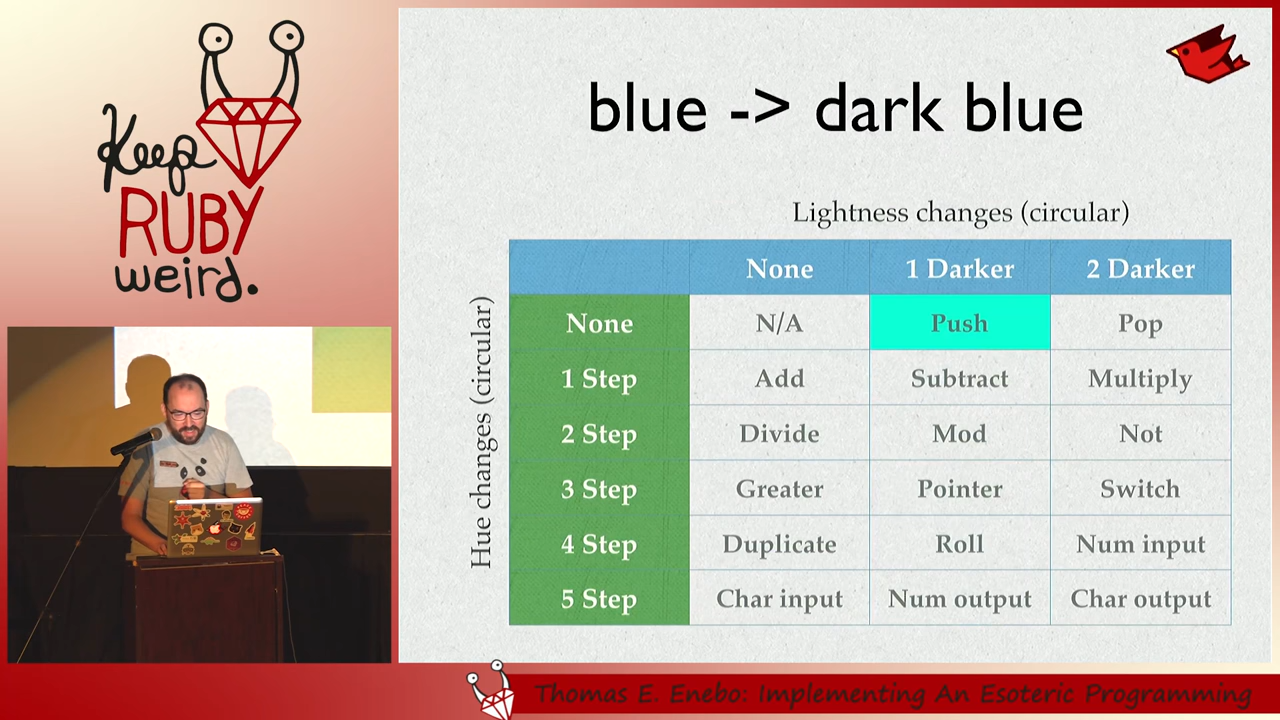 Keep
RUBY
weird.
blue -> dark blue
Lightness changes (circular)
Hue changes (circular)
None 1 Darker 2 Darker
None N/A Push Pop
1 Step Add Subtract Multiply
2 Step Divide Mod Not
3 Step Greater Pointer Switch
4 Step Duplicate Roll Num input
5 Step Char input Num output Char output
Thomas E. Enebo: Implementing An Esoteric Programming